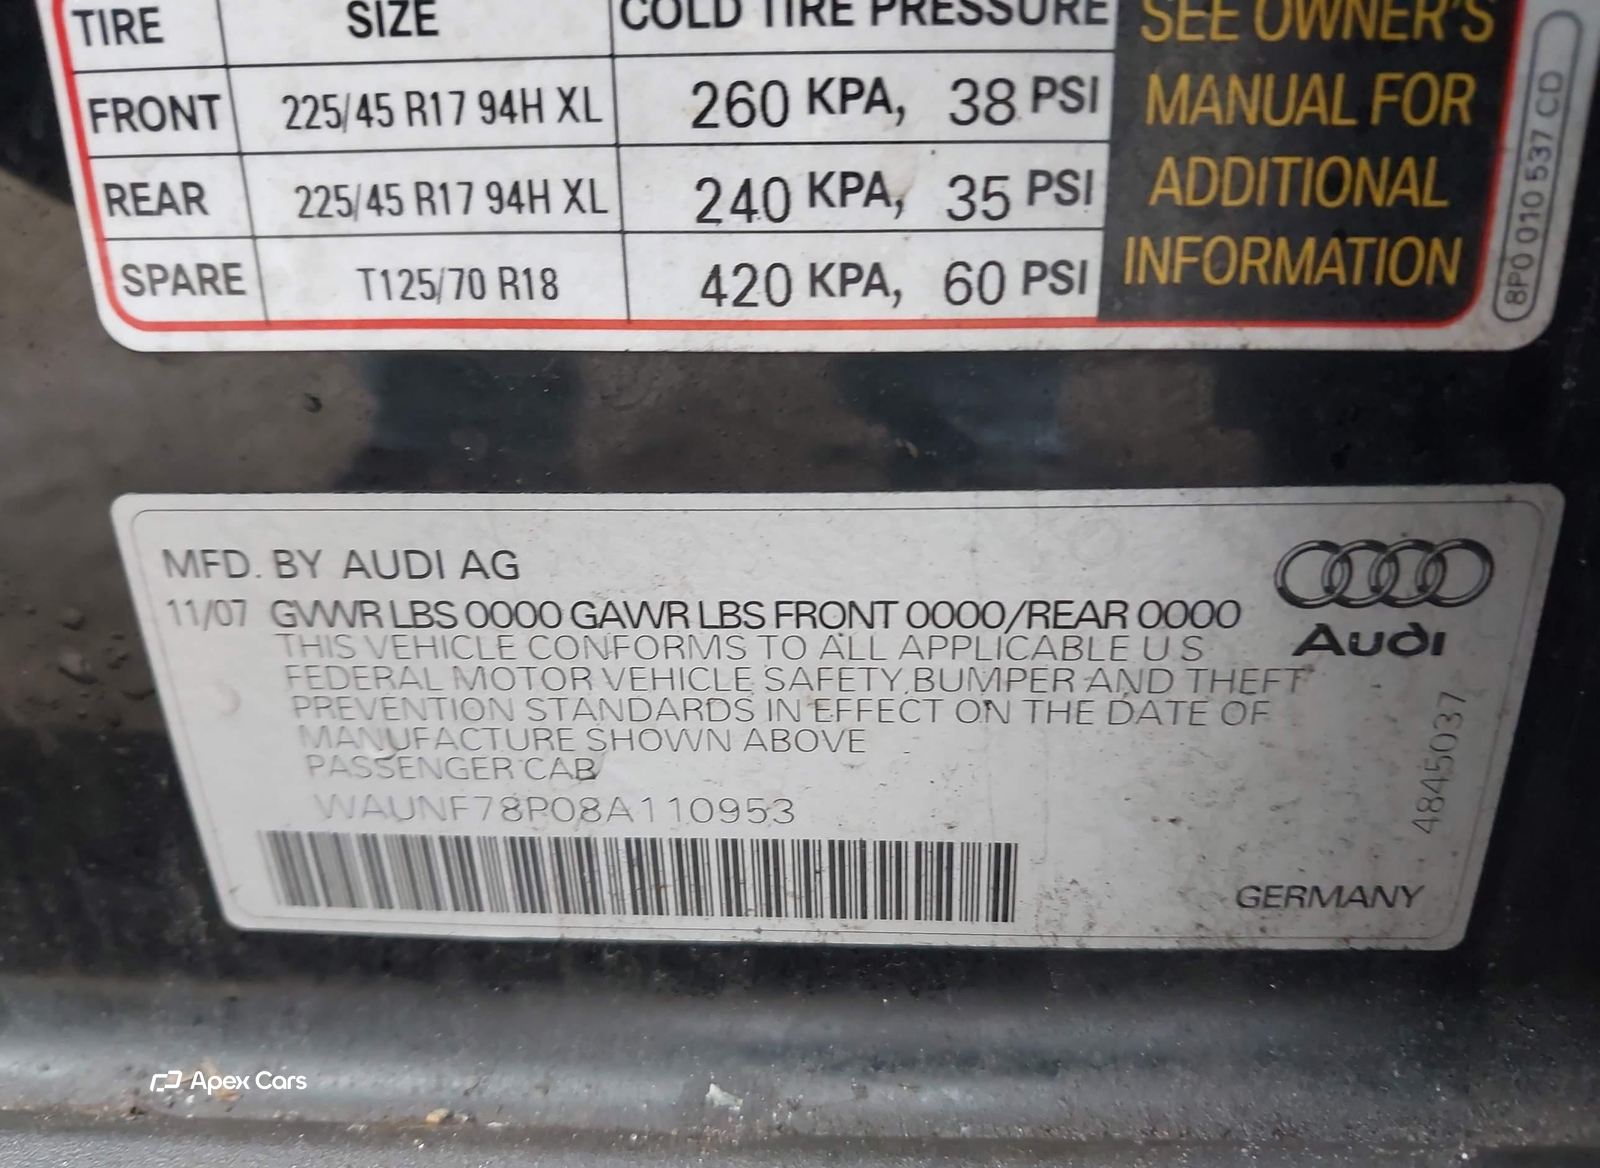 TIRE SIZE COLD TIRE PRESSURE
FRONT 225/45 R17 94H XL 260 KPA, 38 PSI
REAR 225/45 R17 94H XL 240 KPA, 35 PSI
SPARE T125/70 R18 420 KPA, 60 PSI
SEE OWNER'S
MANUAL FOR
ADDITIONAL
INFORMATION
8P0 010 537 CD
MFD. BY AUDI AG
11/07 GVWR LBS 0000 GAWR LBS FRONT 0000/REAR 0000
THIS VEHICLE CONFORMS TO ALL APPLICABLE U S
FEDERAL MOTOR VEHICLE SAFETY, BUMPER AND THEFT
PREVENTION STANDARDS IN EFFECT ON THE DATE OF
MANUFACTURE SHOWN ABOVE
PASSENGER CAB
WAUNF78P08A110953
Audi
4845037
GERMANY
Apex Cars